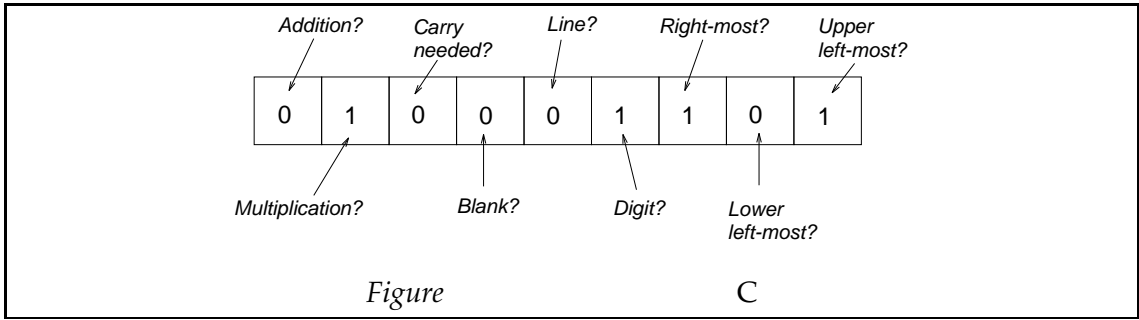 Addition? Carry needed? Line? Right-most? Upper left-most?
0 1 0 0 0 1 1 0 1
Multiplication? Blank? Digit? Lower left-most?
Figure C